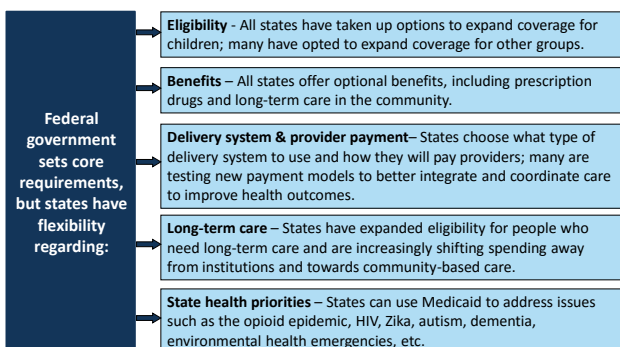 Federal
government
sets core
requirements,
but states have
flexibility
regarding:
Eligibility - All states have taken up options to expand coverage for
children; many have opted to expand coverage for other groups.
Benefits – All states offer optional benefits, including prescription
drugs and long-term care in the community.
Delivery system & provider payment– States choose what type of
delivery system to use and how they will pay providers; many are
testing new payment models to better integrate and coordinate care
to improve health outcomes.
Long-term care – States have expanded eligibility for people who
need long-term care and are increasingly shifting spending away
from institutions and towards community-based care.
State health priorities – States can use Medicaid to address issues
such as the opioid epidemic, HIV, Zika, autism, dementia,
environmental health emergencies, etc.